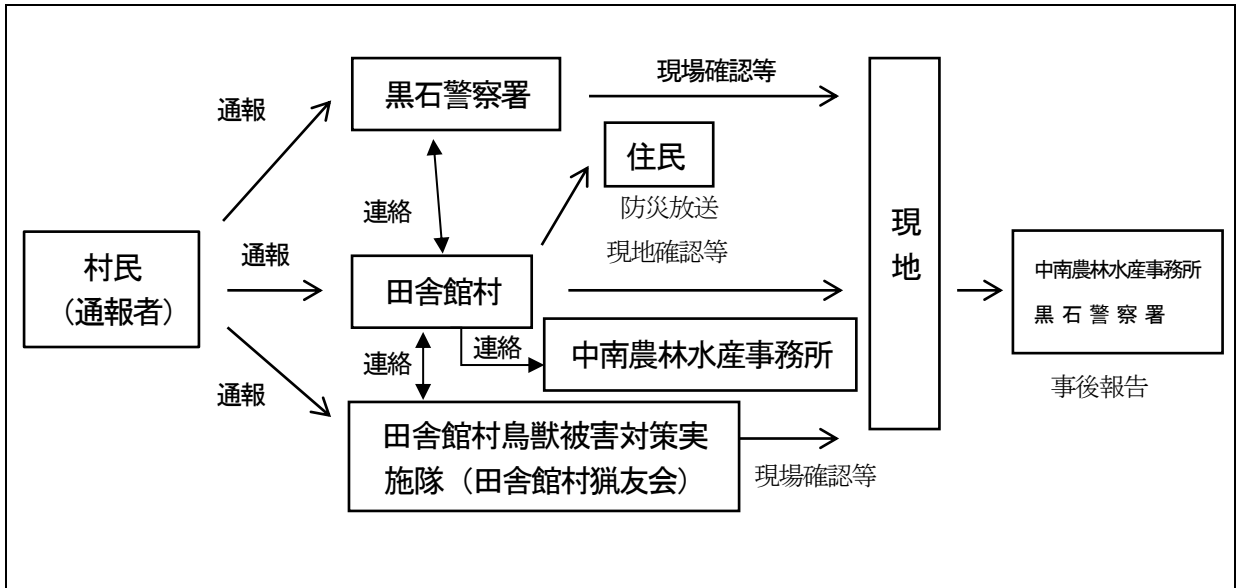 通報
黒石警察署
現場確認等
住民
防災放送
連絡
村民
（通報者）
通報
田舎館村
現地確認等
現
地
中南農林水産事務所
黒石警察署
事後報告
連絡
連絡
中南農林水産事務所
通報
田舎館村鳥獣被害対策実
施隊（田舎館村猟友会）
現場確認等